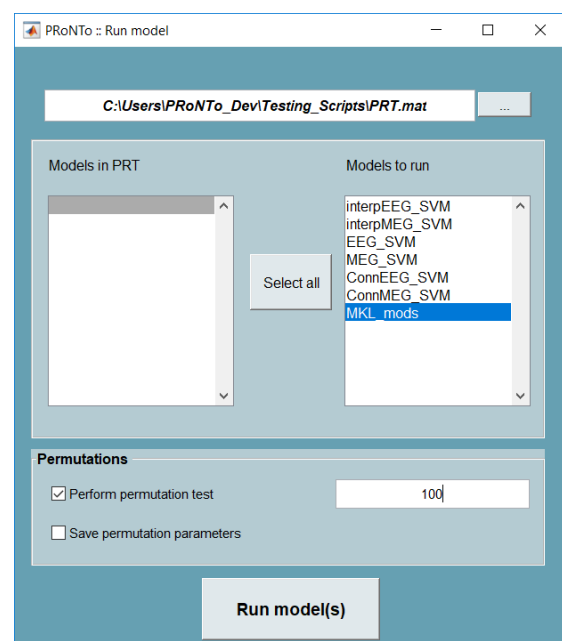 PRoNTo :: Run model
C:\Users\PRoNTo_Dev\Testing_Scripts\PRT.mat
...
Models in PRT
Models to run
interpEEG_SVM
interpMEG_SVM
EEG_SVM
MEG_SVM
ConnEEG_SVM
ConnMEG_SVM
MKL_mods
Select all
Permutations
Perform permutation test
100
Save permutation parameters
Run model(s)